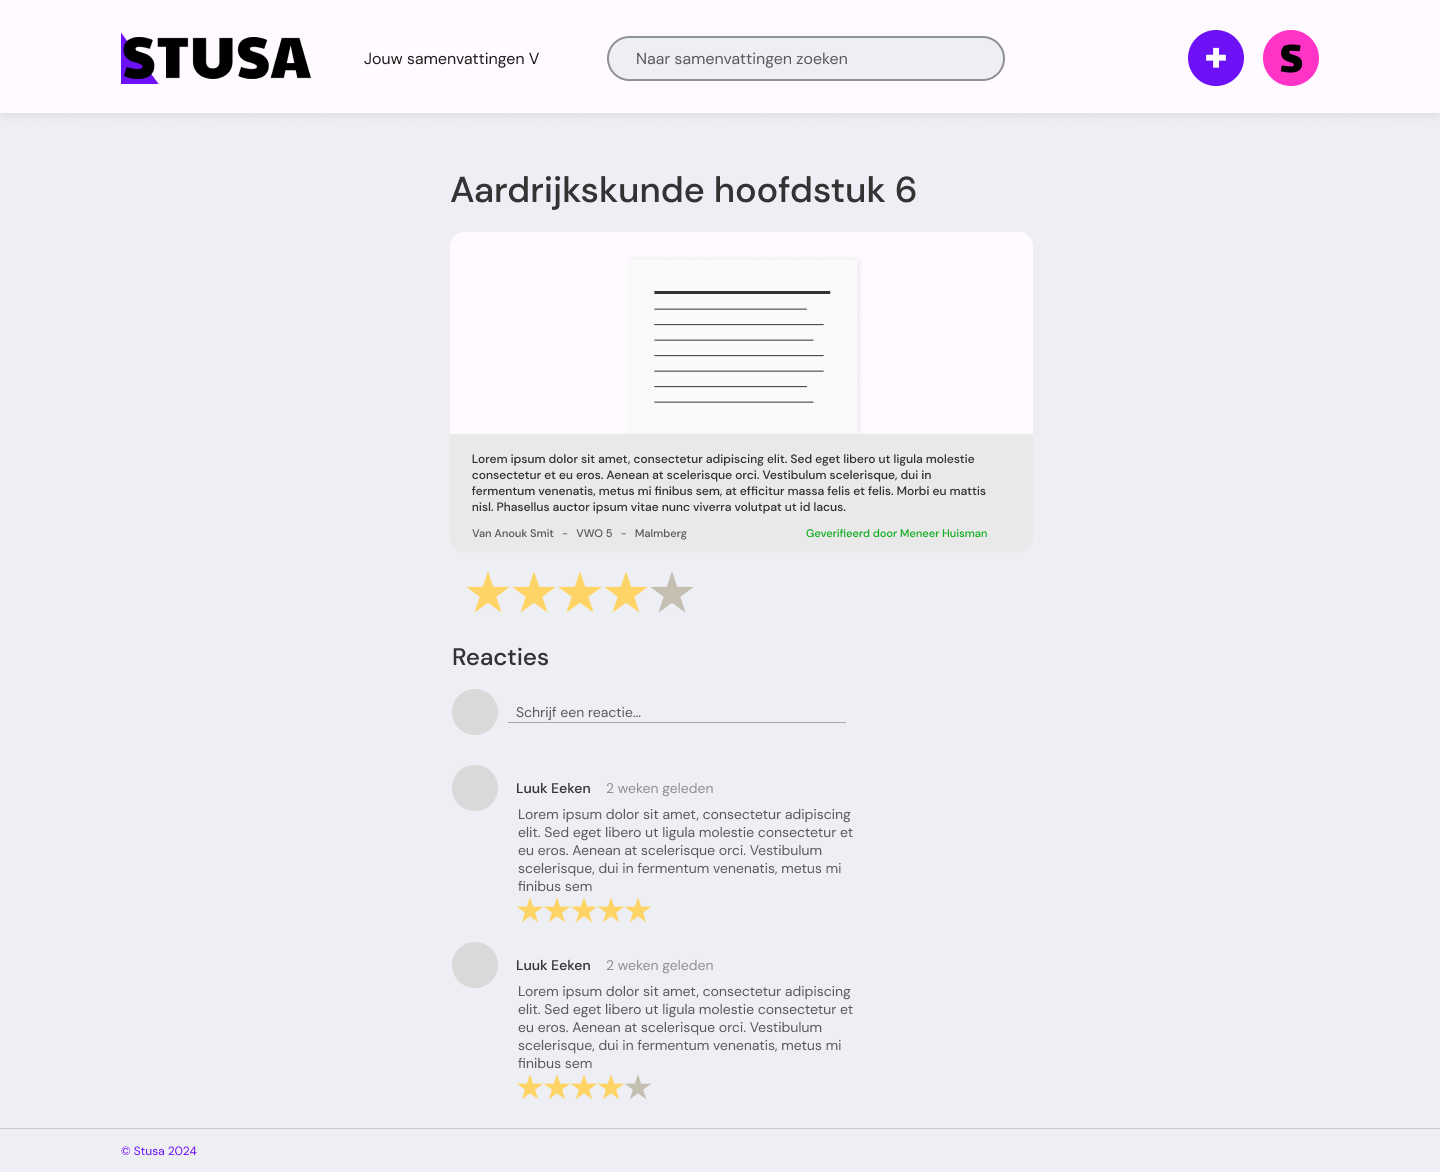 STUSA
Jouw samenvattingen V
Naar samenvattingen zoeken
+
S
Aardrijkskunde hoofdstuk 6
Lorem ipsum dolor sit amet, consectetur adipiscing elit. Sed eget libero ut ligula molestie
consectetur et eu eros. Aenean at scelerisque orci. Vestibulum scelerisque, dui in
fermentum venenatis, metus mi finibus sem, at efficitur massa felis et felis. Morbi eu mattis
nisl. Phasellus auctor ipsum vitae nunc viverra volutpat ut id lacus.
Van Anouk Smit - VWO 5 - Malmberg
Geverifieerd door Meneer Huisman
Reacties
Schrijf een reactie...
Luuk Eeken 2 weken geleden
Lorem ipsum dolor sit amet, consectetur adipiscing
elit. Sed eget libero ut ligula molestie consectetur et
eu eros. Aenean at scelerisque orci. Vestibulum
scelerisque, dui in fermentum venenatis, metus mi
finibus sem
Luuk Eeken 2 weken geleden
Lorem ipsum dolor sit amet, consectetur adipiscing
elit. Sed eget libero ut ligula molestie consectetur et
eu eros. Aenean at scelerisque orci. Vestibulum
scelerisque, dui in fermentum venenatis, metus mi
finibus sem
© Stusa 2024